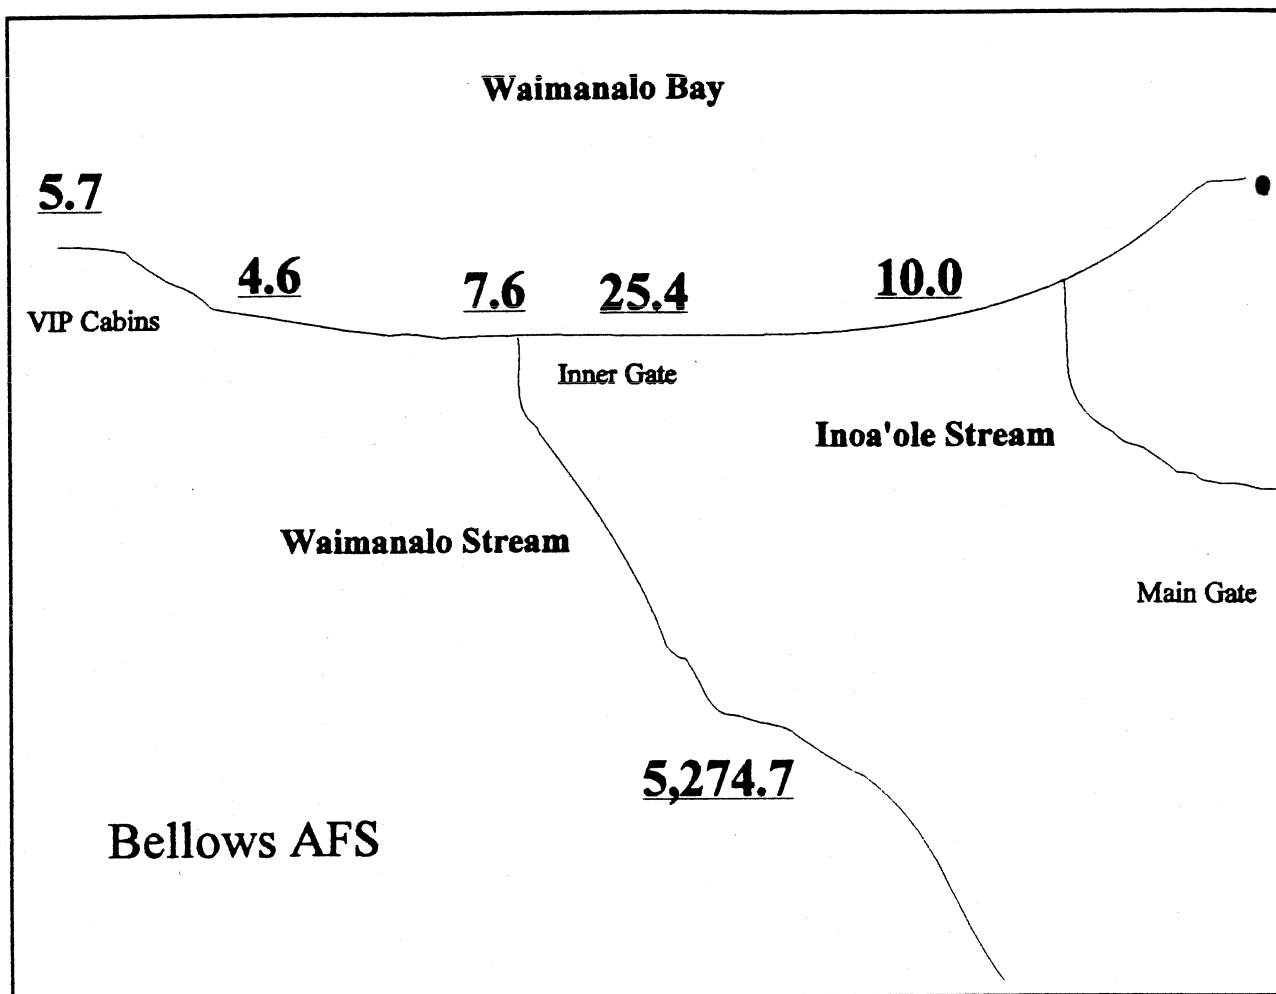 Waimanalo Bay
5.7
4.6
7.6
25.4
10.0
VIP Cabins
Inner Gate
Inoa'ole Stream
Waimanalo Stream
Main Gate
5,274.7
Bellows AFS